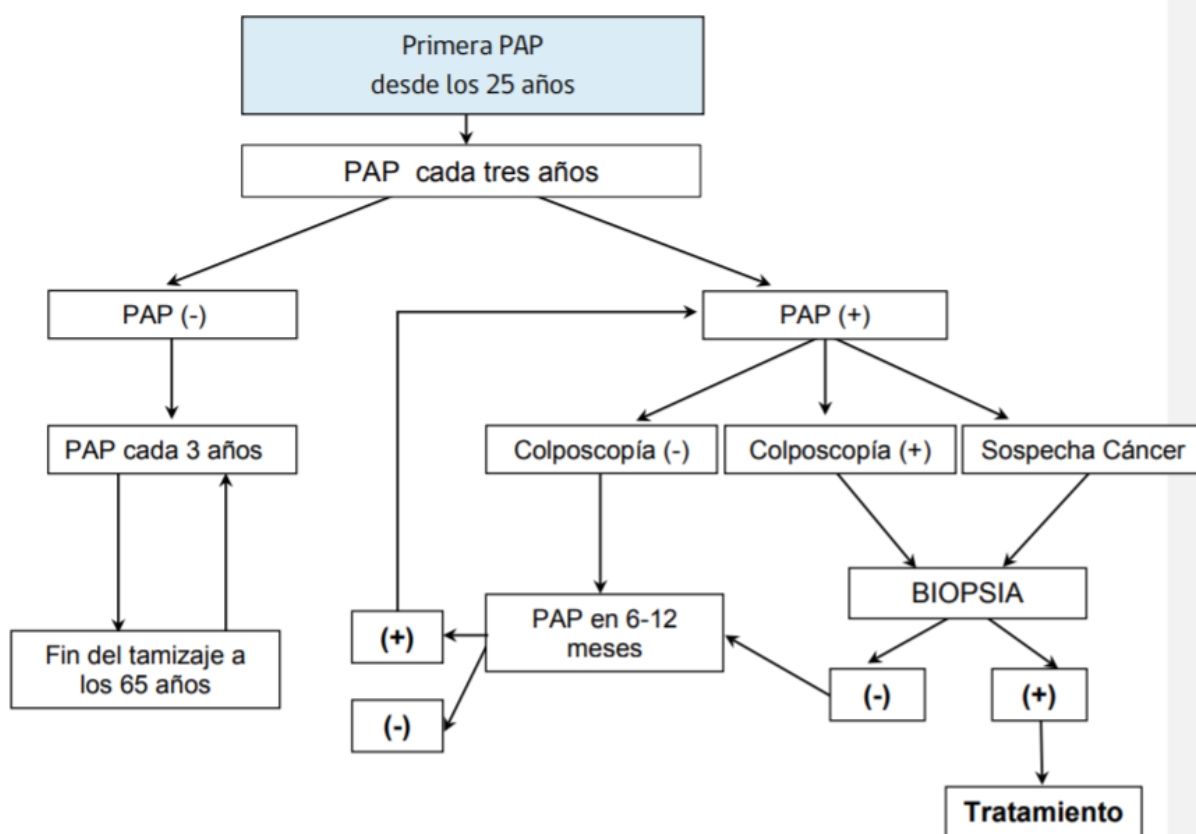 Primera PAP
desde los 25 años
PAP cada tres años
PAP (-)
PAP (+)
PAP cada 3 años
Colposcopía (-)
Colposcopía (+)
Sospecha Cáncer
BIOPSIA
Fin del tamizaje a
los 65 años
(+)
PAP en 6-12
meses
(-)
(-)
(+)
Tratamiento